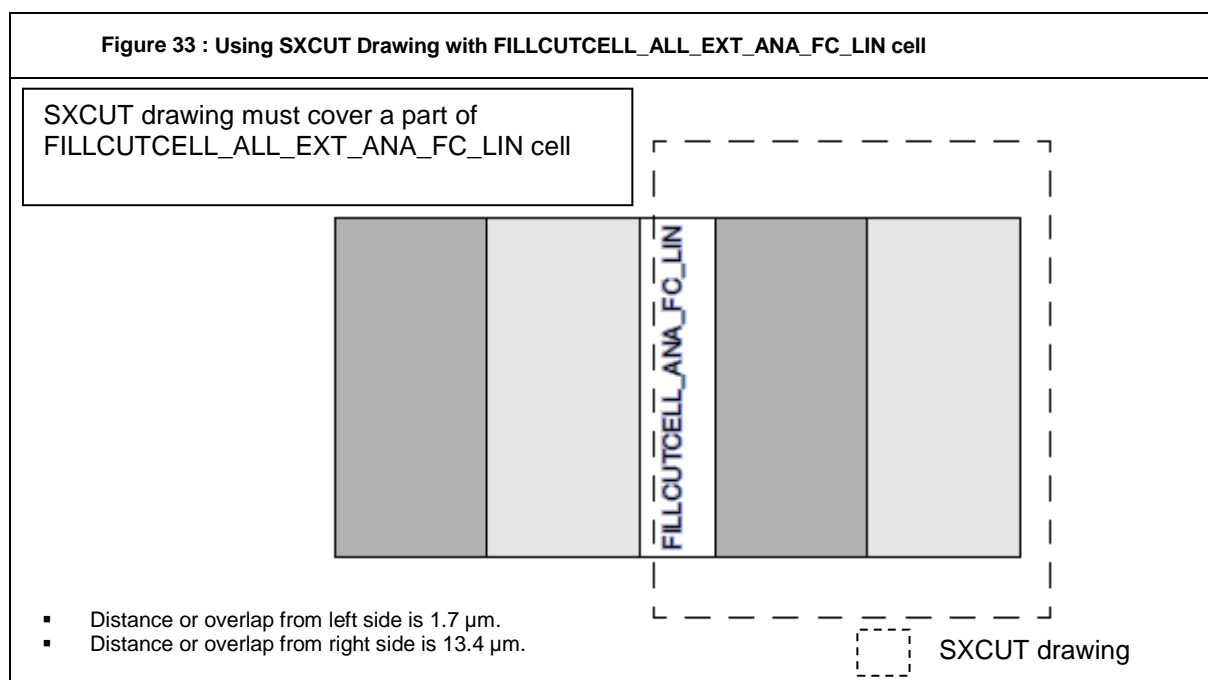 Figure 33 : Using SXCUT Drawing with FILLCUTCELL_ALL_EXT_ANA_FC_LIN cell
SXCUT drawing must cover a part of
FILLCUTCELL_ALL_EXT_ANA_FC_LIN cell
FILLCUTCELL_ANA_FC_LIN
▪ Distance or overlap from left side is 1.7 µm.
▪ Distance or overlap from right side is 13.4 µm.
SXCUT drawing